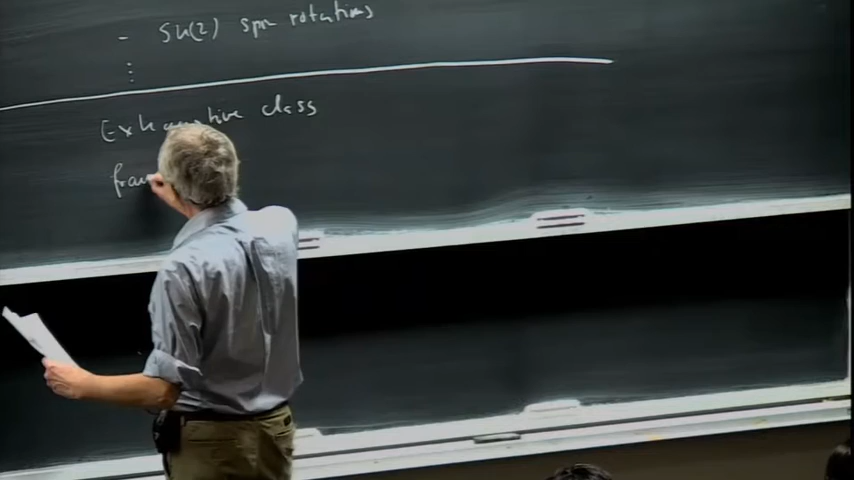 - SU(2) spin rotations
⋮
Exhaustive class
fra